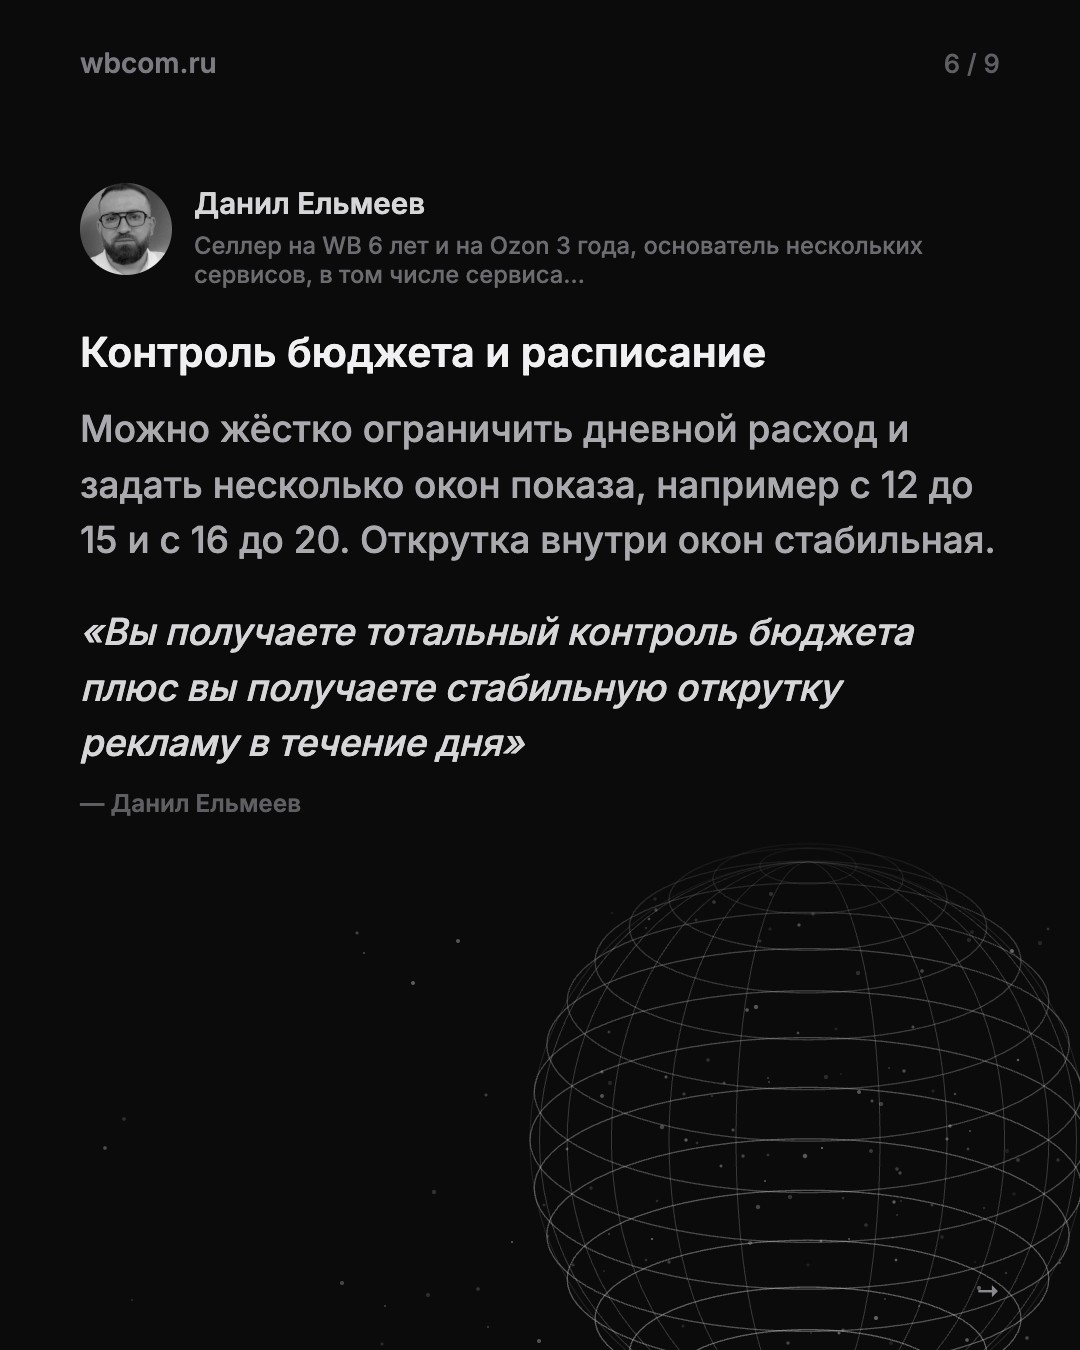 wbcom.ru
6 / 9
Данил Ельмеев
Селлер на WB 6 лет и на Ozon 3 года, основатель нескольких
сервисов, в том числе сервиса...
Контроль бюджета и расписание
Можно жёстко ограничить дневной расход и
задать несколько окон показа, например с 12 до
15 и с 16 до 20. Открутка внутри окон стабильная.
«Вы получаете тотальный контроль бюджета
плюс вы получаете стабильную открутку
рекламу в течение дня»
— Данил Ельмеев